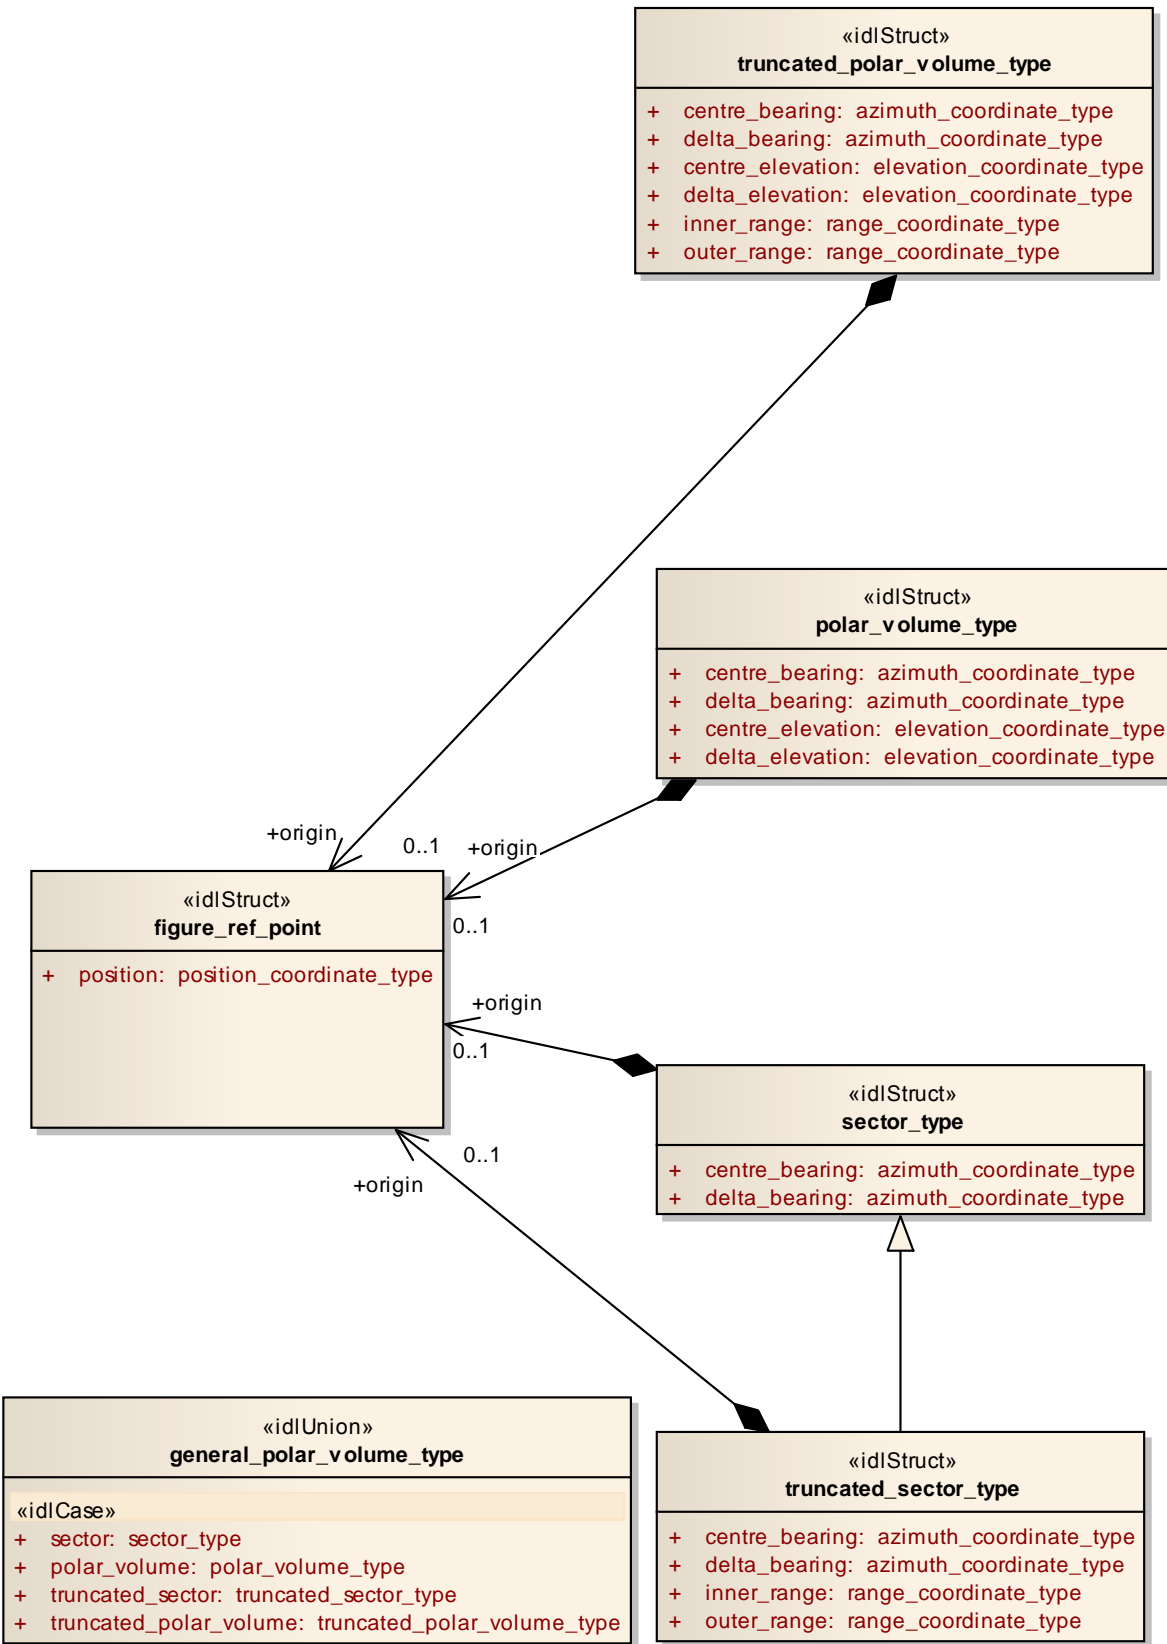 «idlStruct»
truncated_polar_volume_type
+ centre_bearing: azimuth_coordinate_type
+ delta_bearing: azimuth_coordinate_type
+ centre_elevation: elevation_coordinate_type
+ delta_elevation: elevation_coordinate_type
+ inner_range: range_coordinate_type
+ outer_range: range_coordinate_type
«idlStruct»
polar_volume_type
+ centre_bearing: azimuth_coordinate_type
+ delta_bearing: azimuth_coordinate_type
+ centre_elevation: elevation_coordinate_type
+ delta_elevation: elevation_coordinate_type
+origin
0..1
+origin
0..1
«idlStruct»
figure_ref_point
+ position: position_coordinate_type
+origin
0..1
«idlStruct»
sector_type
+ centre_bearing: azimuth_coordinate_type
+ delta_bearing: azimuth_coordinate_type
0..1
+origin
«idlUnion»
general_polar_volume_type
«idlCase»
+ sector: sector_type
+ polar_volume: polar_volume_type
+ truncated_sector: truncated_sector_type
+ truncated_polar_volume: truncated_polar_volume_type
«idlStruct»
truncated_sector_type
+ centre_bearing: azimuth_coordinate_type
+ delta_bearing: azimuth_coordinate_type
+ inner_range: range_coordinate_type
+ outer_range: range_coordinate_type